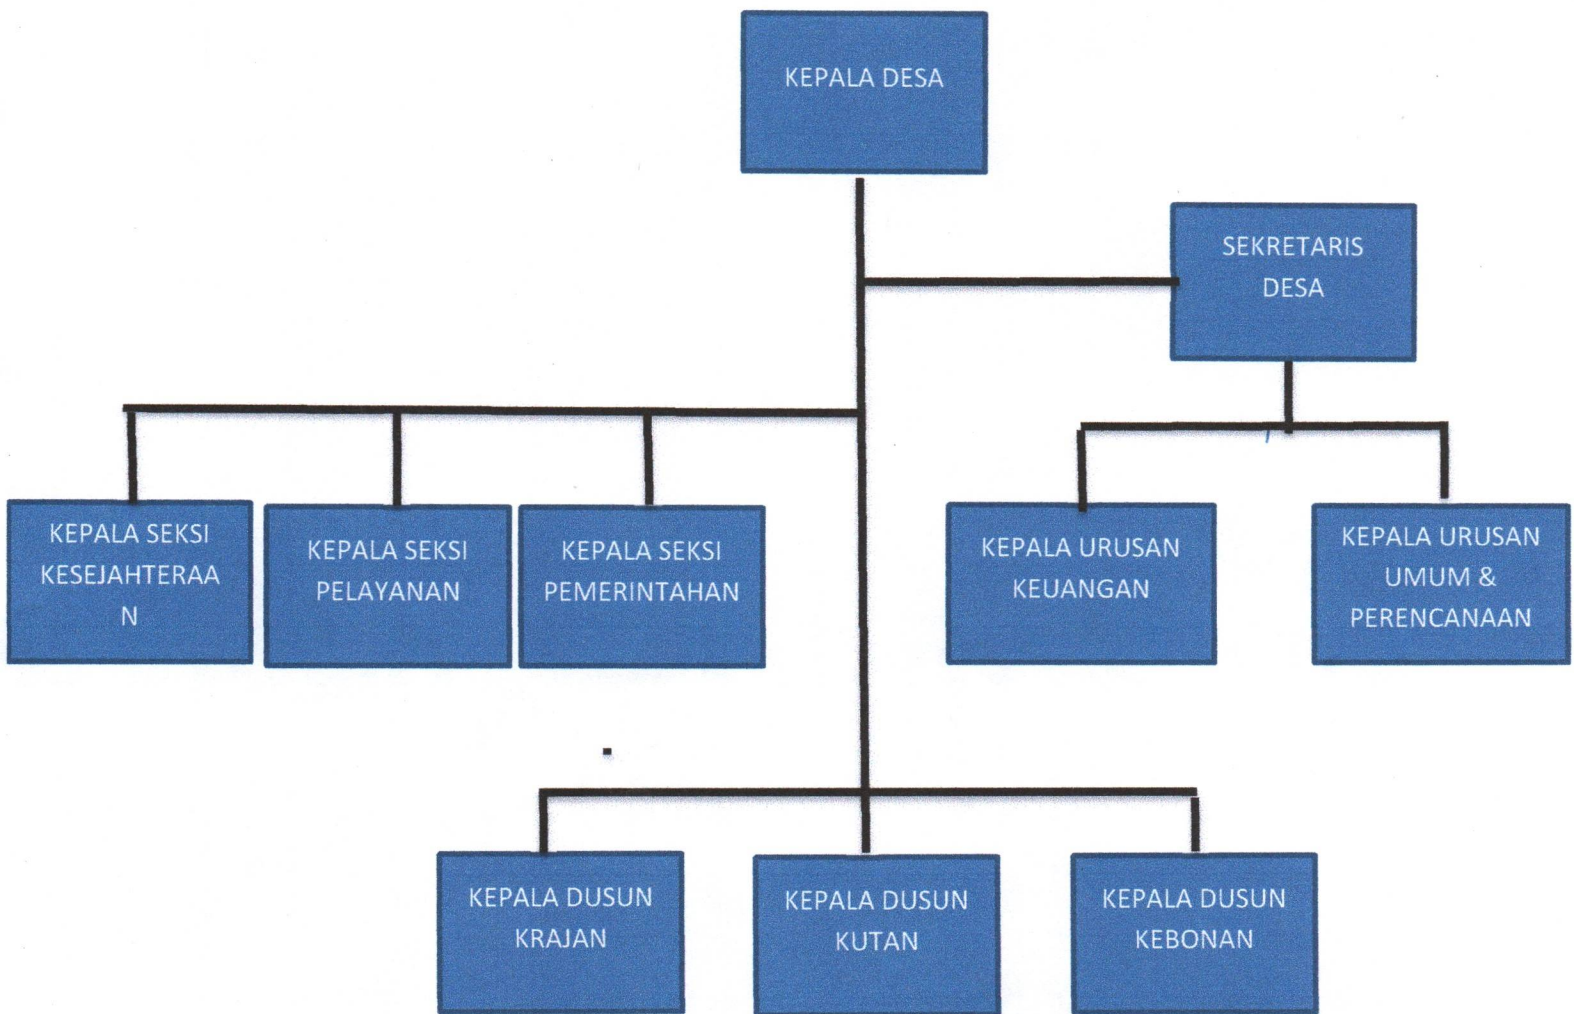 KEPALA DESA
SEKRETARIS
DESA
KEPALA SEKSI
KESEJAHTERAA
N
KEPALA SEKSI
PELAYANAN
KEPALA SEKSI
PEMERINTAHAN
KEPALA URUSAN
KEUANGAN
KEPALA URUSAN
UMUM &
PERENCANAAN
KEPALA DUSUN
KRAJAN
KEPALA DUSUN
KUTAN
KEPALA DUSUN
KEBONAN